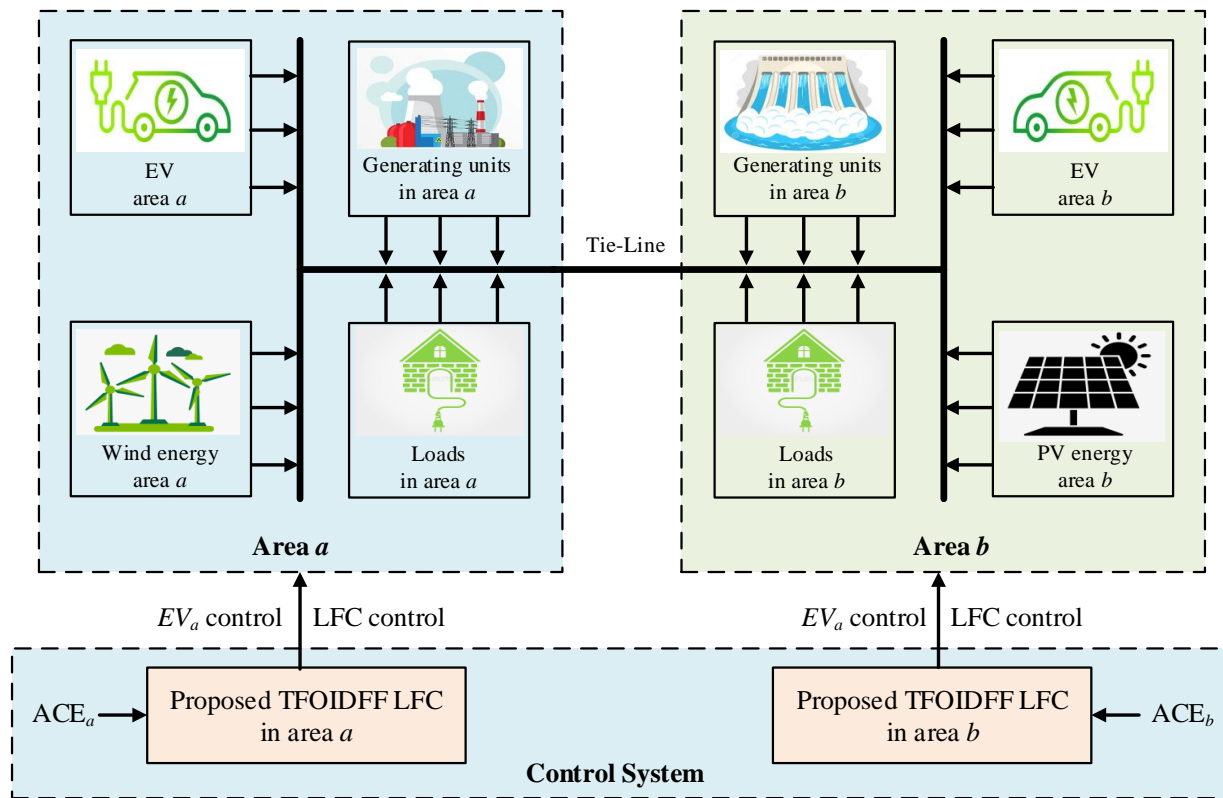 EV
area a
Generating units
in area a
Generating units
in area b
EV
area b
Tie-Line
Wind energy
area a
Loads
in area a
Loads
in area b
PV energy
area b
Area a
Area b
EVa control
LFC control
EVa control
LFC control
ACEa
Proposed TFOIDFF LFC
in area a
Proposed TFOIDFF LFC
in area b
ACEb
Control System